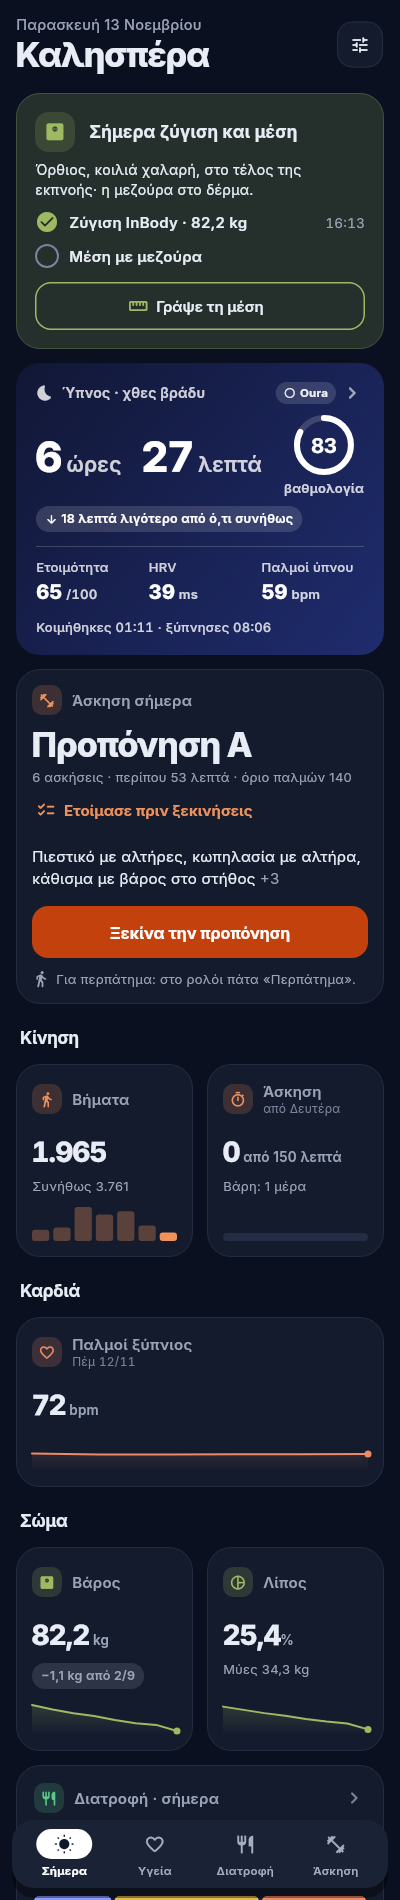 Παρασκευή 13 Νοεμβρίου
Καλησπέρα
Σήμερα ζύγιση και μέση
Όρθιος, κοιλιά χαλαρή, στο τέλος της
εκπνοής· η μεζούρα στο δέρμα.
Ζύγιση InBody · 82,2 kg 16:13
Μέση με μεζούρα
Γράψε τη μέση
Ύπνος · χθες βράδυ Oura
6 ώρες 27 λεπτά 83
βαθμολογία
↓ 18 λεπτά λιγότερο από ό,τι συνήθως
Ετοιμότητα HRV Παλμοί ύπνου
65 /100 39 ms 59 bpm
Κοιμήθηκες 01:11 · ξύπνησες 08:06
Άσκηση σήμερα
Προπόνηση Α
6 ασκήσεις · περίπου 53 λεπτά · όριο παλμών 140
Ετοίμασε πριν ξεκινήσεις
Πιεστικό με αλτήρες, κωπηλασία με αλτήρα,
κάθισμα με βάρος στο στήθος +3
Ξεκίνα την προπόνηση
Για περπάτημα: στο ρολόι πάτα «Περπάτημα».
Κίνηση
Βήματα
1.965
Συνήθως 3.761
Άσκηση
από Δευτέρα
0 από 150 λεπτά
Βάρη: 1 μέρα
Καρδιά
Παλμοί ξύπνιος
Πέμ 12/11
72 bpm
Σώμα
Βάρος
82,2 kg
−1,1 kg από 2/9
Λίπος
25,4%
Μύες 34,3 kg
Διατροφή · σήμερα
Σήμερα Υγεία Διατροφή Άσκηση